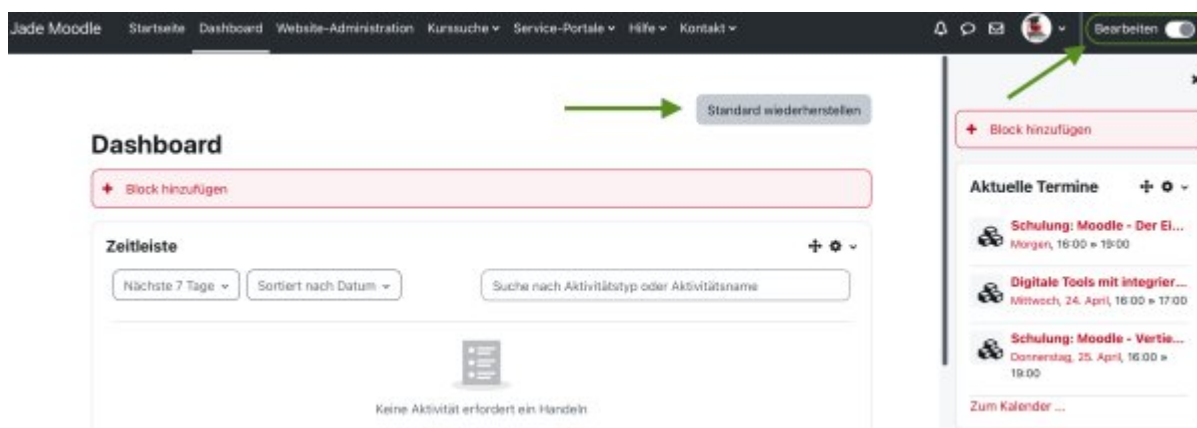 Jade Moodle Startseite Dashboard Website-Administration Kurssuche Service-Portale Hilfe Kontakt Bearbeiten
Standard wiederherstellen
Dashboard
+ Block hinzufügen
Zeitleiste
Nächste 7 Tage Sortiert nach Datum Suche nach Aktivitätstyp oder Aktivitätsname
Keine Aktivität erfordert ein Handeln
+ Block hinzufügen
Aktuelle Termine
Schulung: Moodle - Der Ei...
Morgen, 16:00 » 19:00
Digitale Tools mit integrier...
Mittwoch, 24. April, 16:00 » 17:00
Schulung: Moodle - Vertie...
Donnerstag, 25. April, 16:00 »
19:00
Zum Kalender ...